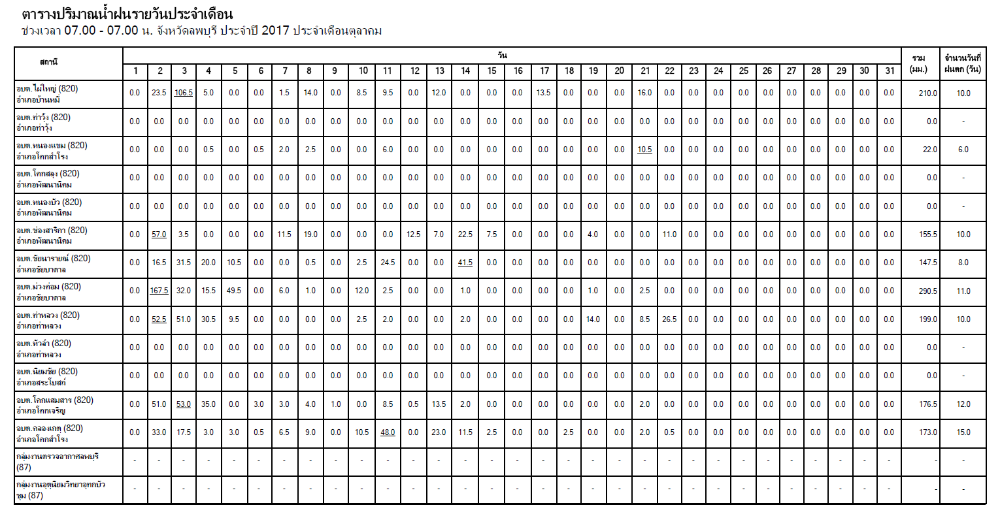 ตารางปริมาณน้ำฝนรายวันประจำเดือน
ช่วงเวลา 07.00 - 07.00 น. จังหวัดลพบุรี ประจำปี 2017 ประจำเดือนตุลาคม
สถานี วัน รวม (มม.) จำนวนวันที่ ฝนตก (วัน)
1 2 3 4 5 6 7 8 9 10 11 12 13 14 15 16 17 18 19 20 21 22 23 24 25 26 27 28 29 30 31
อบต.ไผ่ใหญ่ (820)
อำเภอบ้านหมี่
0.0 23.5 106.5 5.0 0.0 0.0 1.5 14.0 0.0 8.5 9.5 0.0 12.0 0.0 0.0 0.0 13.5 0.0 0.0 0.0 16.0 0.0 0.0 0.0 0.0 0.0 0.0 0.0 0.0 0.0 0.0 210.0 10.0
อบต.ท่าวุ้ง (820)
อำเภอท่าวุ้ง
0.0 0.0 0.0 0.0 0.0 0.0 0.0 0.0 0.0 0.0 0.0 0.0 0.0 0.0 0.0 0.0 0.0 0.0 0.0 0.0 0.0 0.0 0.0 0.0 0.0 0.0 0.0 0.0 0.0 0.0 0.0 0.0 -
อบต.หนองแขม (820)
อำเภอโคกสำโรง
0.0 0.0 0.0 0.5 0.0 0.5 2.0 2.5 0.0 0.0 6.0 0.0 0.0 0.0 0.0 0.0 0.0 0.0 0.0 0.0 10.5 0.0 0.0 0.0 0.0 0.0 0.0 0.0 0.0 0.0 0.0 22.0 6.0
อบต.โคกสลุง (820)
อำเภอพัฒนานิคม
0.0 0.0 0.0 0.0 0.0 0.0 0.0 0.0 0.0 0.0 0.0 0.0 0.0 0.0 0.0 0.0 0.0 0.0 0.0 0.0 0.0 0.0 0.0 0.0 0.0 0.0 0.0 0.0 0.0 0.0 0.0 0.0 -
อบต.หนองบัว (820)
อำเภอพัฒนานิคม
0.0 0.0 0.0 0.0 0.0 0.0 0.0 0.0 0.0 0.0 0.0 0.0 0.0 0.0 0.0 0.0 0.0 0.0 0.0 0.0 0.0 0.0 0.0 0.0 0.0 0.0 0.0 0.0 0.0 0.0 0.0 0.0 -
อบต.ช่องสาริกา (820)
อำเภอพัฒนานิคม
0.0 57.0 3.5 0.0 0.0 0.0 11.5 19.0 0.0 0.0 0.0 12.5 7.0 22.5 7.5 0.0 0.0 0.0 4.0 0.0 0.0 11.0 0.0 0.0 0.0 0.0 0.0 0.0 0.0 0.0 0.0 155.5 10.0
อบต.ชัยนารายณ์ (820)
อำเภอชัยบาดาล
0.0 16.5 31.5 20.0 10.5 0.0 0.0 0.5 0.0 2.5 24.5 0.0 0.0 41.5 0.0 0.0 0.0 0.0 0.0 0.0 0.0 0.0 0.0 0.0 0.0 0.0 0.0 0.0 0.0 0.0 0.0 147.5 8.0
อบต.ม่วงค่อม (820)
อำเภอชัยบาดาล
0.0 167.5 32.0 15.5 49.5 0.0 6.0 1.0 0.0 12.0 2.5 0.0 0.0 1.0 0.0 0.0 0.0 0.0 1.0 0.0 2.5 0.0 0.0 0.0 0.0 0.0 0.0 0.0 0.0 0.0 0.0 290.5 11.0
อบต.ท่าหลวง (820)
อำเภอท่าหลวง
0.0 52.5 51.0 30.5 9.5 0.0 0.0 0.0 0.0 2.5 2.0 0.0 0.0 2.0 0.0 0.0 0.0 0.0 14.0 0.0 8.5 26.5 0.0 0.0 0.0 0.0 0.0 0.0 0.0 0.0 0.0 199.0 10.0
อบต.หัวลำ (820)
อำเภอท่าหลวง
0.0 0.0 0.0 0.0 0.0 0.0 0.0 0.0 0.0 0.0 0.0 0.0 0.0 0.0 0.0 0.0 0.0 0.0 0.0 0.0 0.0 0.0 0.0 0.0 0.0 0.0 0.0 0.0 0.0 0.0 0.0 0.0 -
อบต.นิยมชัย (820)
อำเภอสระโบสถ์
0.0 0.0 0.0 0.0 0.0 0.0 0.0 0.0 0.0 0.0 0.0 0.0 0.0 0.0 0.0 0.0 0.0 0.0 0.0 0.0 0.0 0.0 0.0 0.0 0.0 0.0 0.0 0.0 0.0 0.0 0.0 0.0 -
อบต.โคกแสมสาร (820)
อำเภอโคกเจริญ
0.0 51.0 53.0 35.0 0.0 3.0 3.0 4.0 1.0 0.0 8.5 0.5 13.5 2.0 0.0 0.0 0.0 0.0 0.0 0.0 2.0 0.0 0.0 0.0 0.0 0.0 0.0 0.0 0.0 0.0 0.0 176.5 12.0
อบต.คลองเกตุ (820)
อำเภอโคกสำโรง
0.0 33.0 17.5 3.0 3.0 0.5 6.5 9.0 0.0 10.5 48.0 0.0 23.0 11.5 2.5 0.0 0.0 2.5 0.0 0.0 2.0 0.5 0.0 0.0 0.0 0.0 0.0 0.0 0.0 0.0 0.0 173.0 15.0
กลุ่มงานตรวจอากาศลพบุรี
(87)
- - - - - - - - - - - - - - - - - - - - - - - - - - - - - - - - -
กลุ่มงานอุตุนิยมวิทยาอุทกบัว
ชุม (87)
- - - - - - - - - - - - - - - - - - - - - - - - - - - - - - - - -